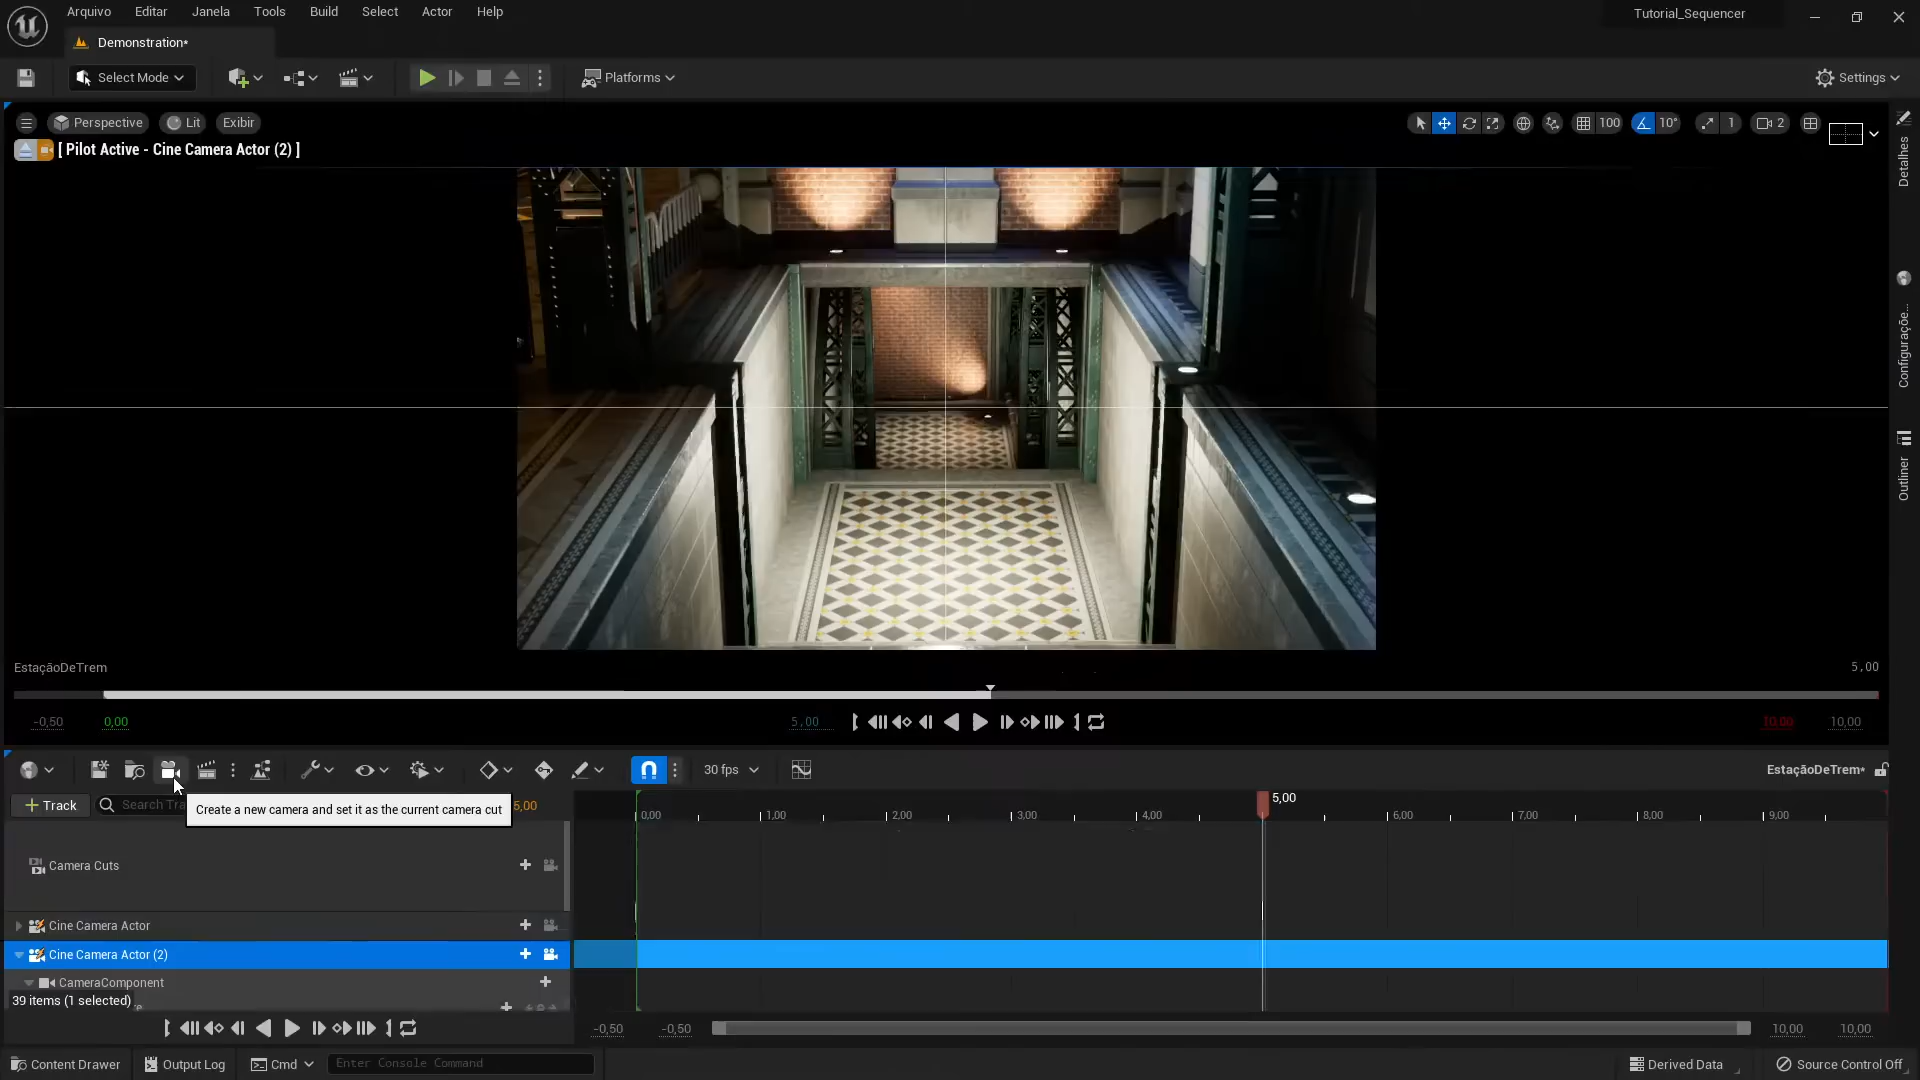 Arquivo Editar Janela Tools Build Select Actor Help
Tutorial_Sequencer
Demonstration*
Select Mode
Platforms
Settings
Perspective Lit Exibir
100 10° 1 2
[ Pilot Active - Cine Camera Actor (2) ]
Detalhes
Configuraçõe...
Outliner
EstaçãoDeTrem
5,00
-0,50 0,00 5,00 10,00 10,00
30 fps
EstaçãoDeTrem*
Track
Search Tra
Create a new camera and set it as the current camera cut
5,00
5,00
0,00 1,00 2,00 3,00 4,00 6,00 7,00 8,00 9,00
Camera Cuts
Cine Camera Actor
Cine Camera Actor (2)
CameraComponent
39 items (1 selected)
-0,50 -0,50 10,00 10,00
Content Drawer Output Log Cmd Enter Console Command
Derived Data Source Control Off